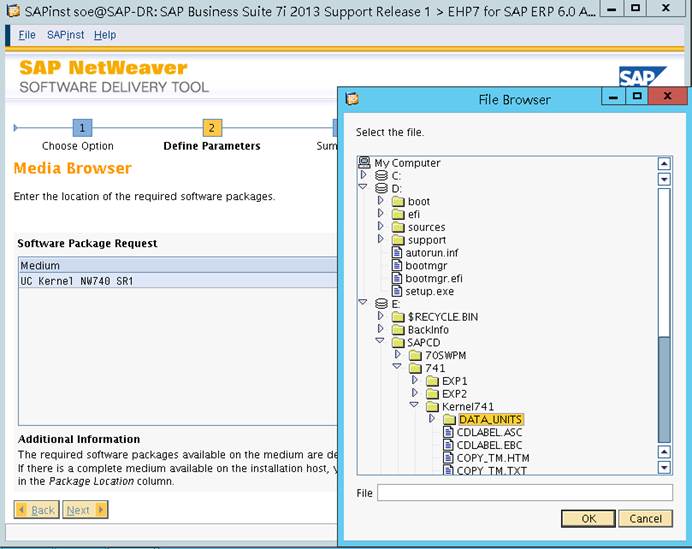 SAPinst soe@SAP-DR: SAP Business Suite 7i 2013 Support Release 1 > EHP7 for SAP ERP 6.0 A...
File SAPinst Help
SAP NetWeaver
SOFTWARE DELIVERY TOOL
SAP
1
2
Choose Option
Define Parameters
Sum
Media Browser
Enter the location of the required software packages.
Software Package Request
Medium
UC Kernel NW740 SR1
Additional Information
The required software packages available on the medium are de
If there is a complete medium available on the installation host, y
in the Package Location column.
Back Next
File Browser
Select the file.
My Computer
C:
D:
boot
efi
sources
support
autorun.inf
bootmgr
bootmgr.efi
setup.exe
E:
$RECYCLE.BIN
BackInfo
SAPCD
70SWPM
741
EXP1
EXP2
Kernel741
DATA_UNITS
CDLABEL.ASC
CDLABEL.EBC
COPY_TM.HTM
COPY_TM.TXT
File
OK Cancel